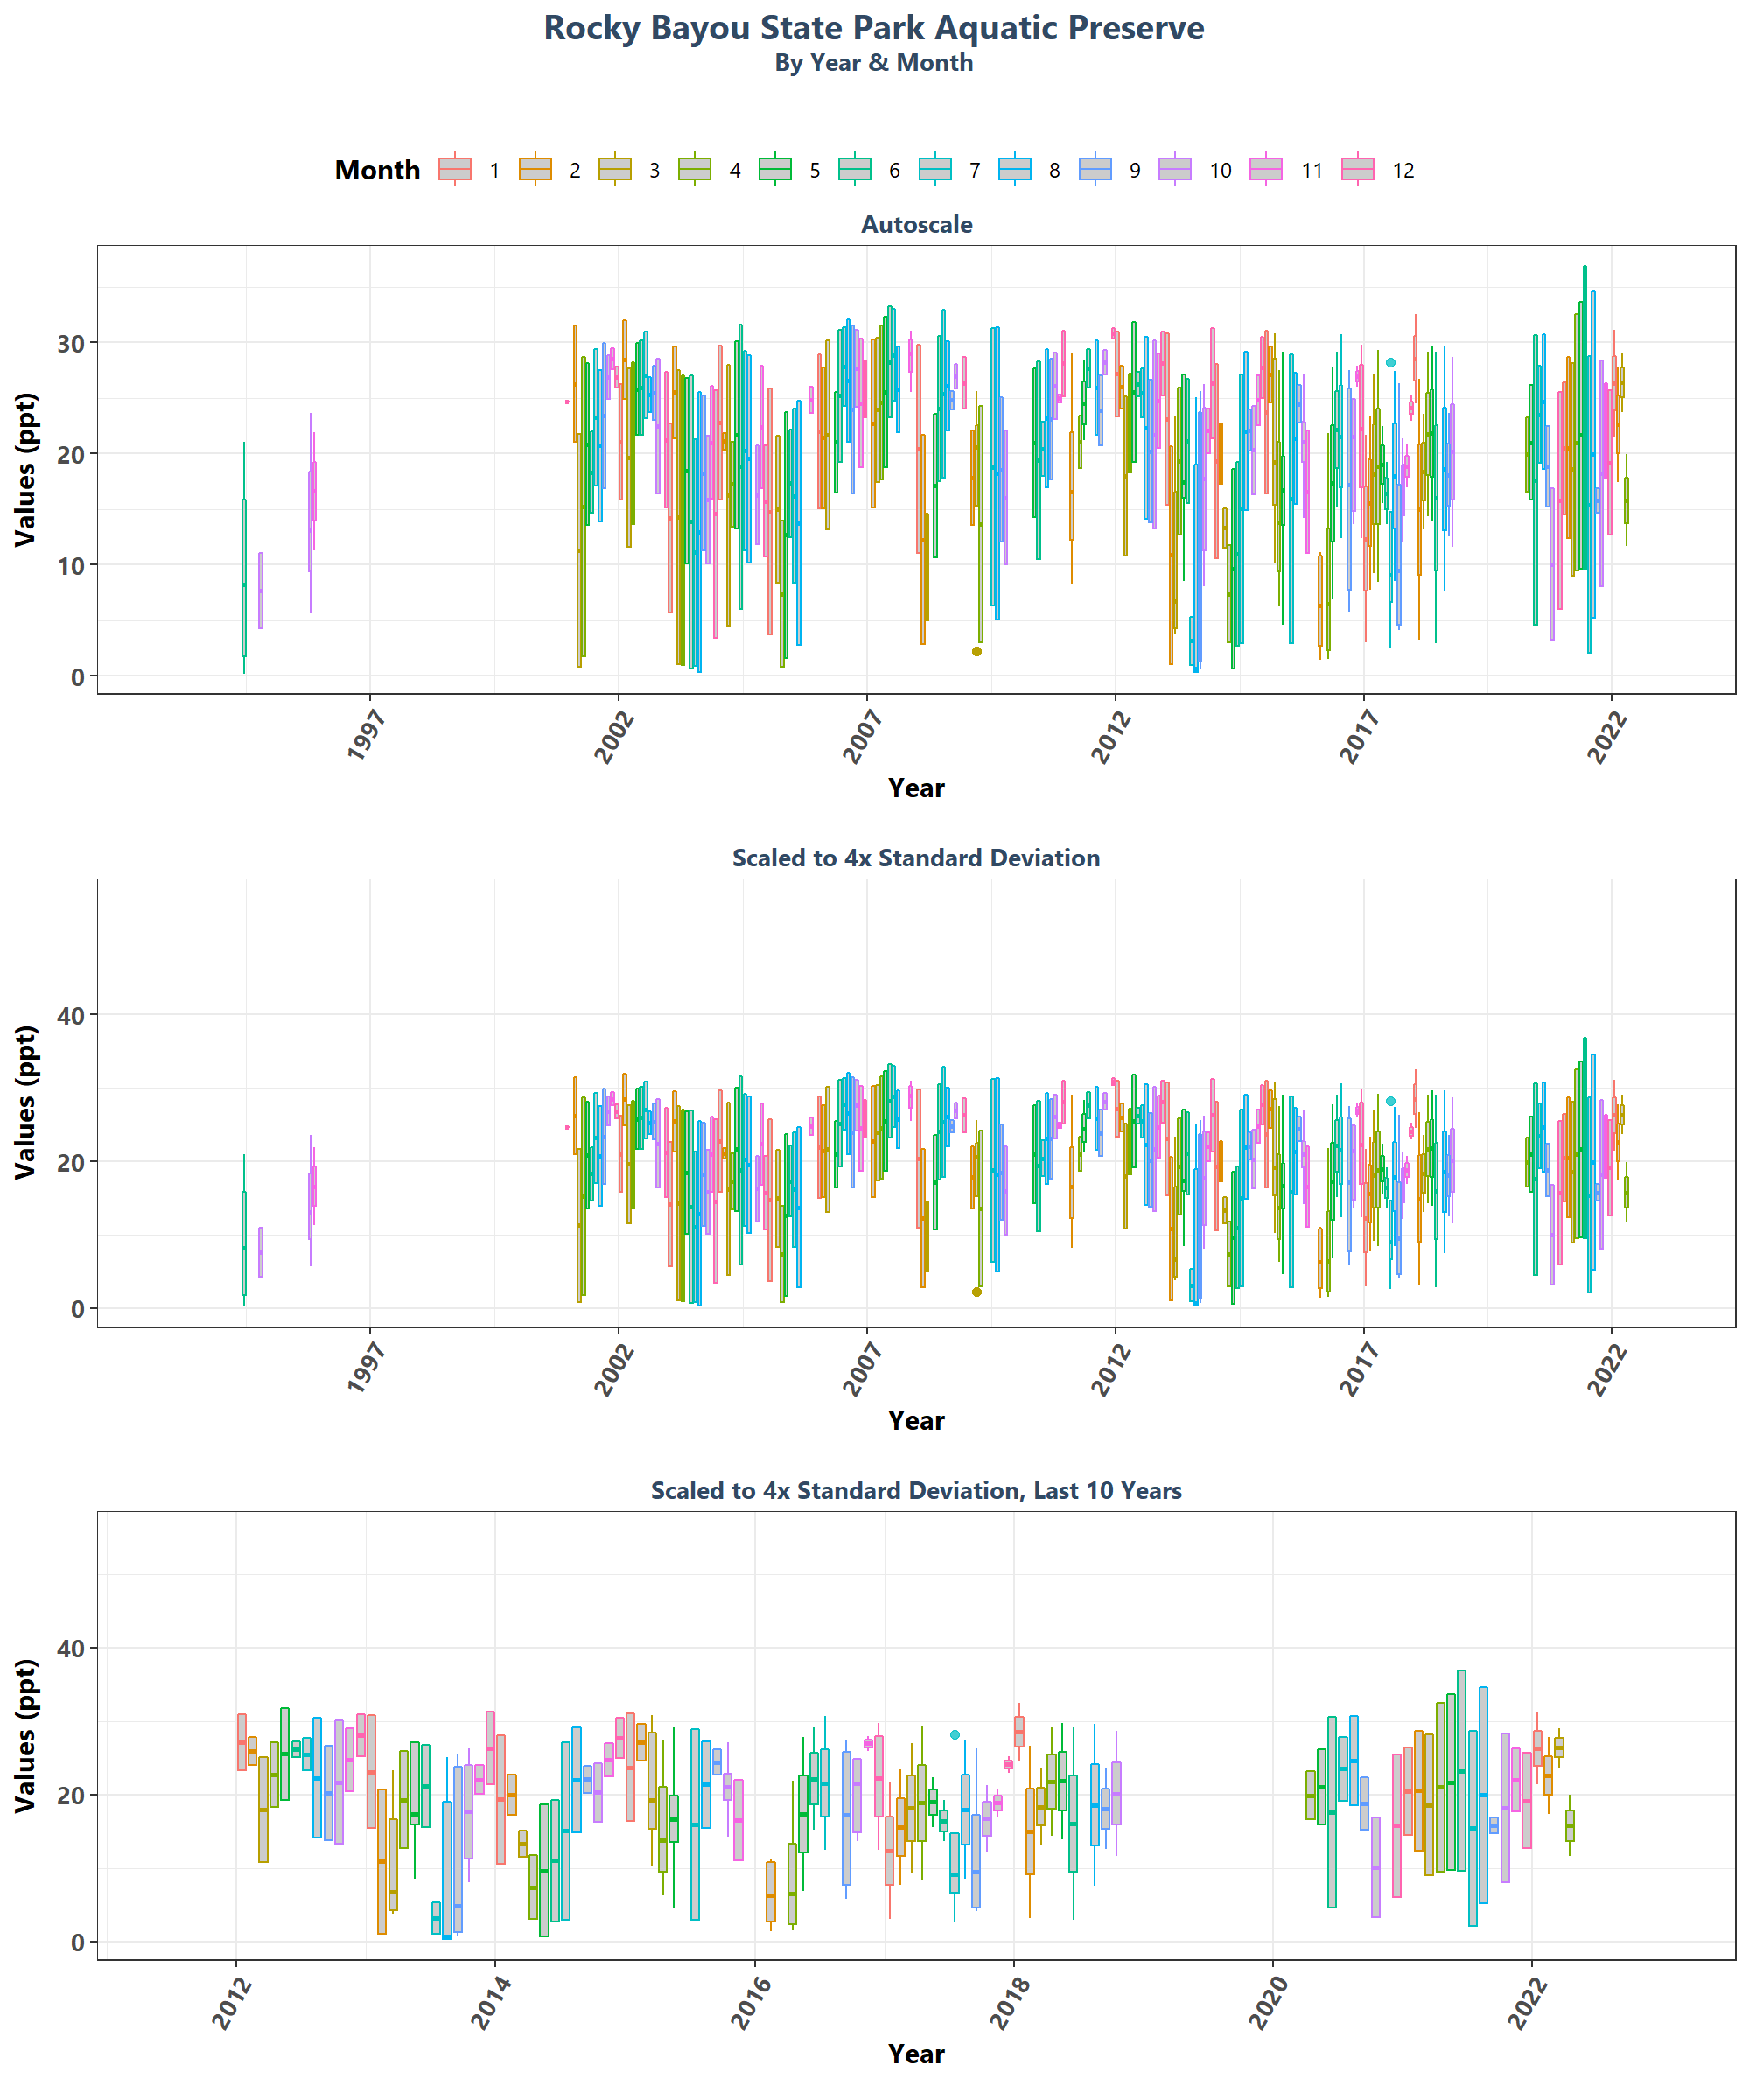 Rocky Bayou State Park Aquatic Preserve
By Year & Month
Month 1 2 3 4 5 6 7 8 9 10 11 12
Autoscale
Values (ppt)
30
20
10
0
1997 2002 2007 2012 2017 2022
Year
Scaled to 4x Standard Deviation
Values (ppt)
40
20
0
1997 2002 2007 2012 2017 2022
Year
Scaled to 4x Standard Deviation, Last 10 Years
Values (ppt)
40
20
0
2012 2014 2016 2018 2020 2022
Year